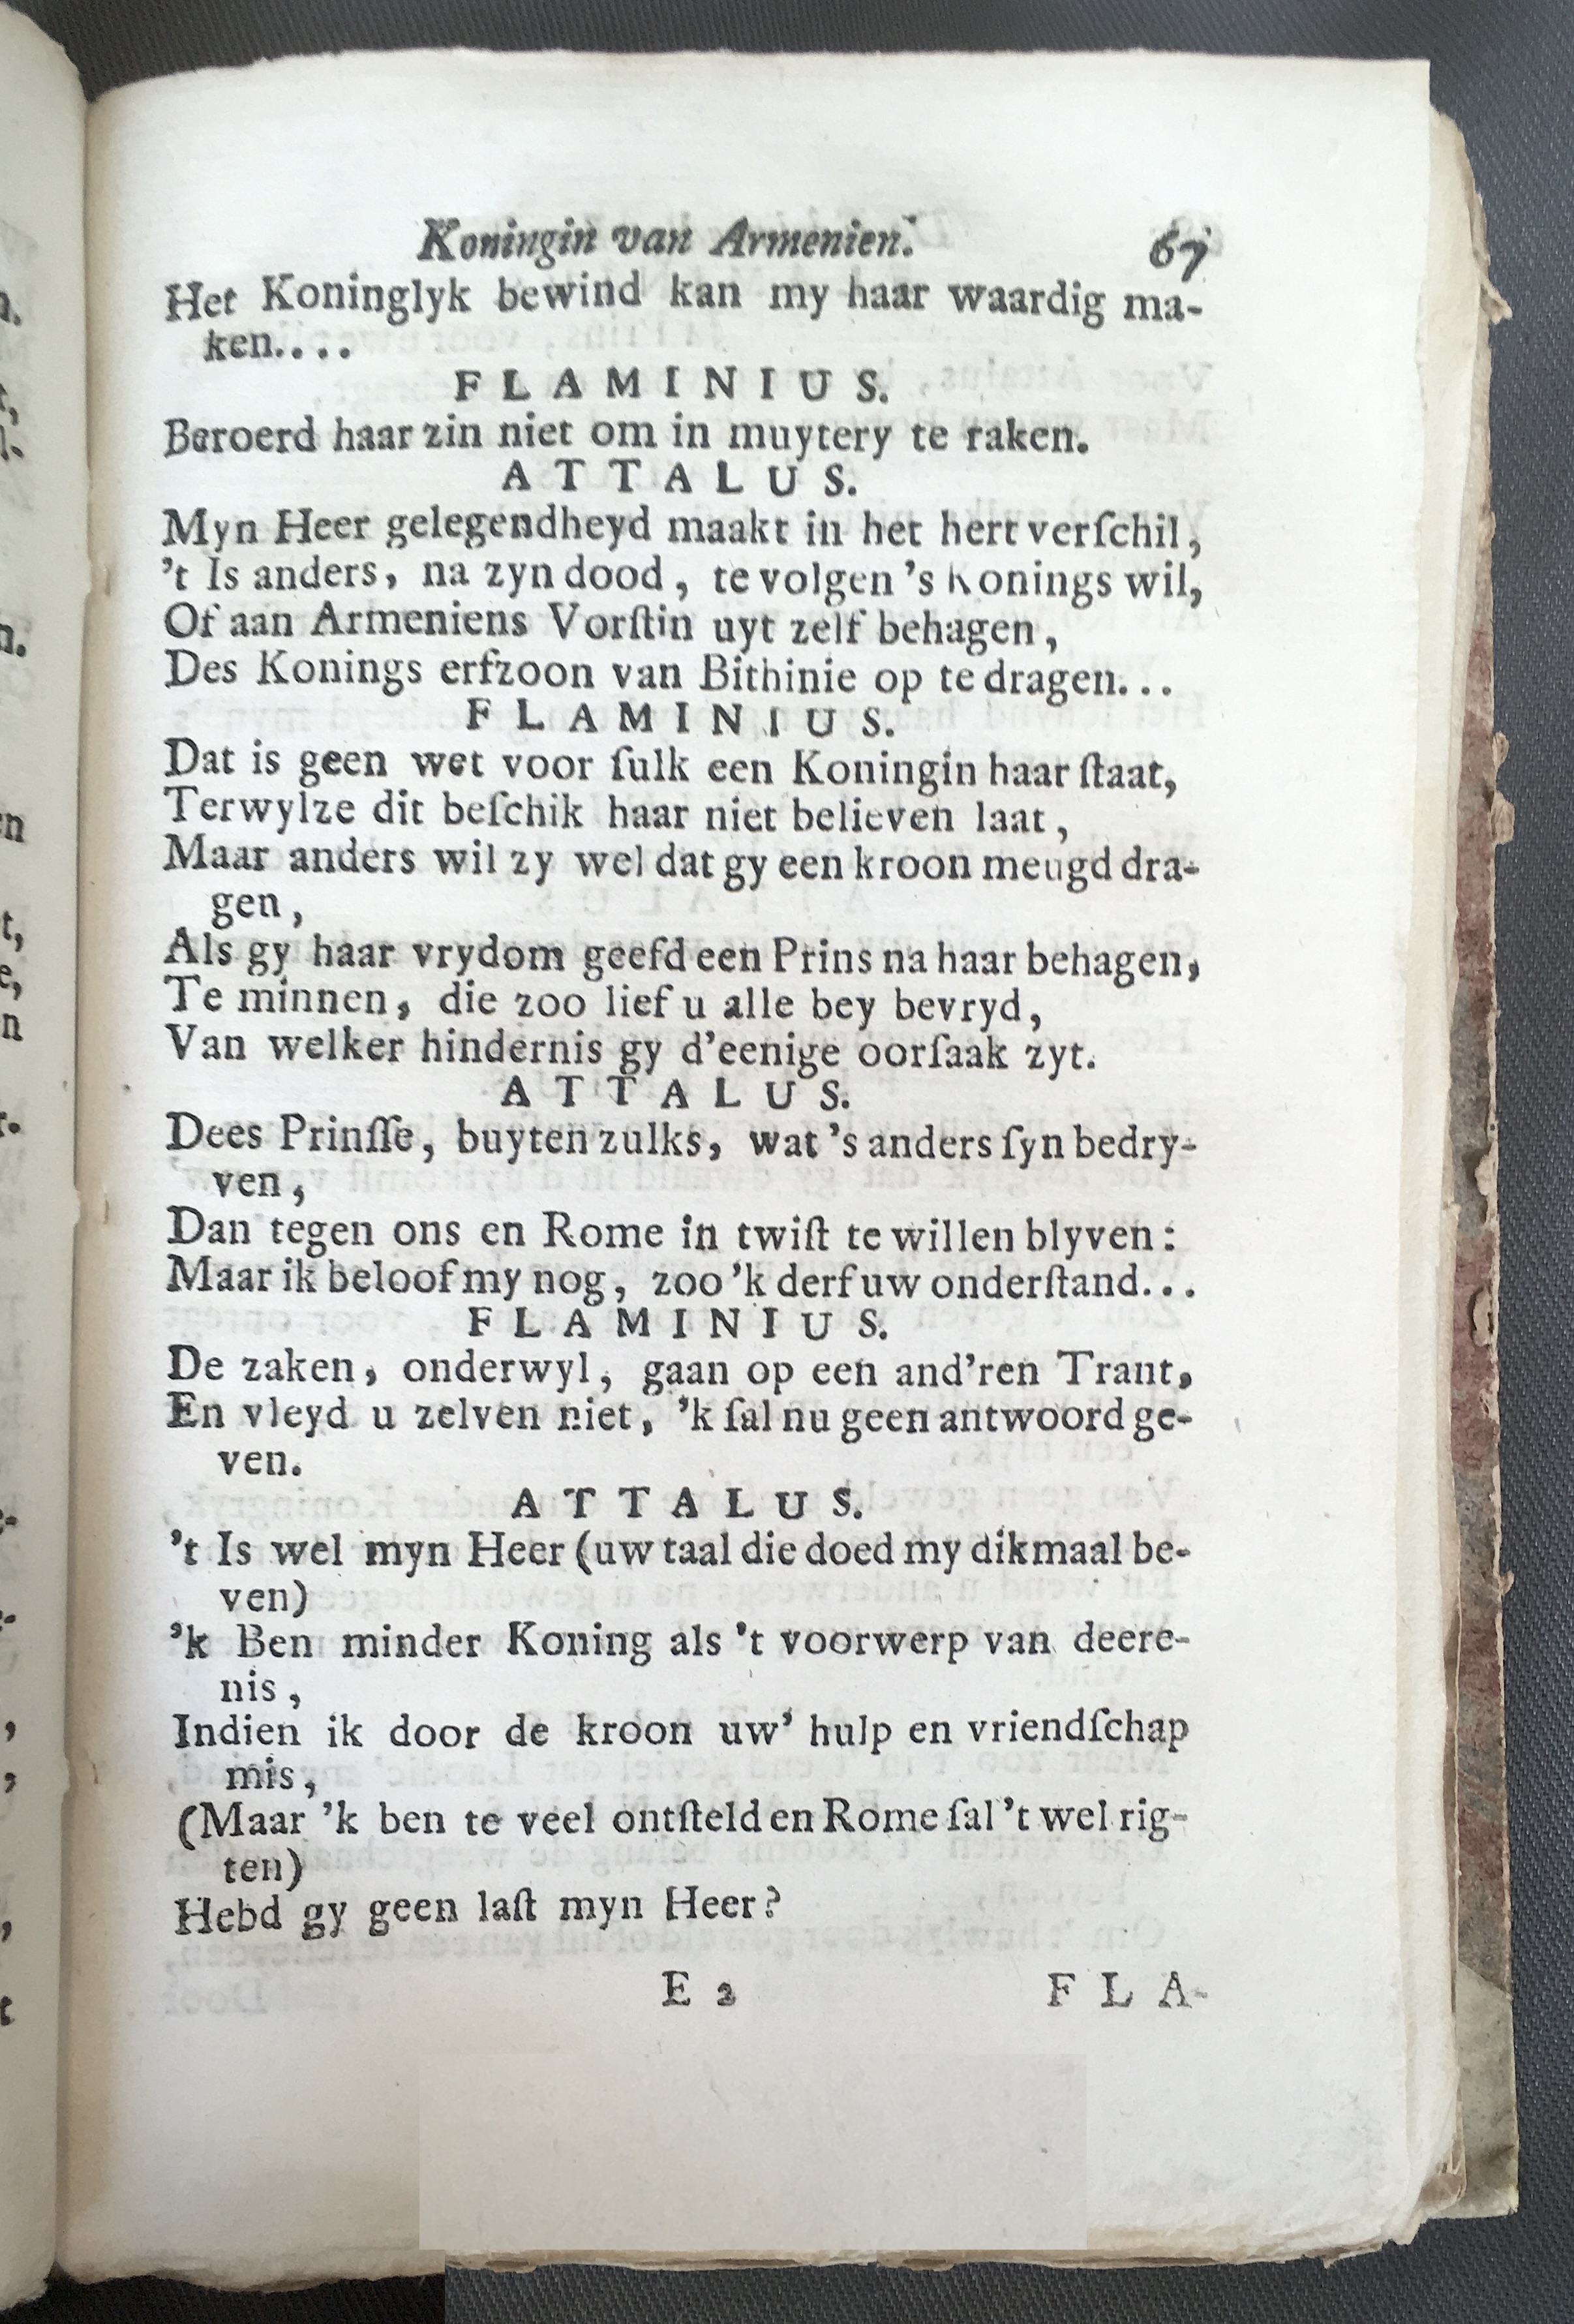 Koningin van Armenien. 67
Het Koninglyk bewind kan my haar waardig ma-
ken....
FLAMINIUS.
Beroerd haar zin niet om in muytery te raken.
ATTALUS.
Myn Heer gelegendheyd maakt in het hert verſchil,
't Is anders, na zyn dood, te volgen 's Konings wil,
Of aan Armeniens Vorſtin uyt zelf behagen,
Des Konings erfzoon van Bithinie op te dragen...
FLAMINIUS.
Dat is geen wet voor ſulk een Koningin haar ſtaat,
Terwylze dit beſchik haar niet believen laat,
Maar anders wil zy wel dat gy een kroon meugd dra-
gen,
Als gy haar vrydom geefd een Prins na haar behagen,
Te minnen, die zoo lief u alle bey bevryd,
Van welker hindernis gy d'eenige oorſaak zyt.
ATTALUS.
Dees Prinſſe, buyten zulks, wat 's anders ſyn bedry-
ven,
Dan tegen ons en Rome in twiſt te willen blyven:
Maar ik beloof my nog, zoo 'k derf uw onderſtand...
FLAMINIUS.
De zaken, onderwyl, gaan op een and'ren Trant,
En vleyd u zelven niet, 'k ſal nu geen antwoord ge-
ven.
ATTALUS.
't Is wel myn Heer (uw taal die doed my dikmaal be-
ven)
'k Ben minder Koning als 't voorwerp van deere-
nis,
Indien ik door de kroon uw' hulp en vriendſchap
mis,
(Maar 'k ben te veel ontſteld en Rome ſal 't wel rig-
ten)
Hebd gy geen laſt myn Heer?
E 2 FLA-